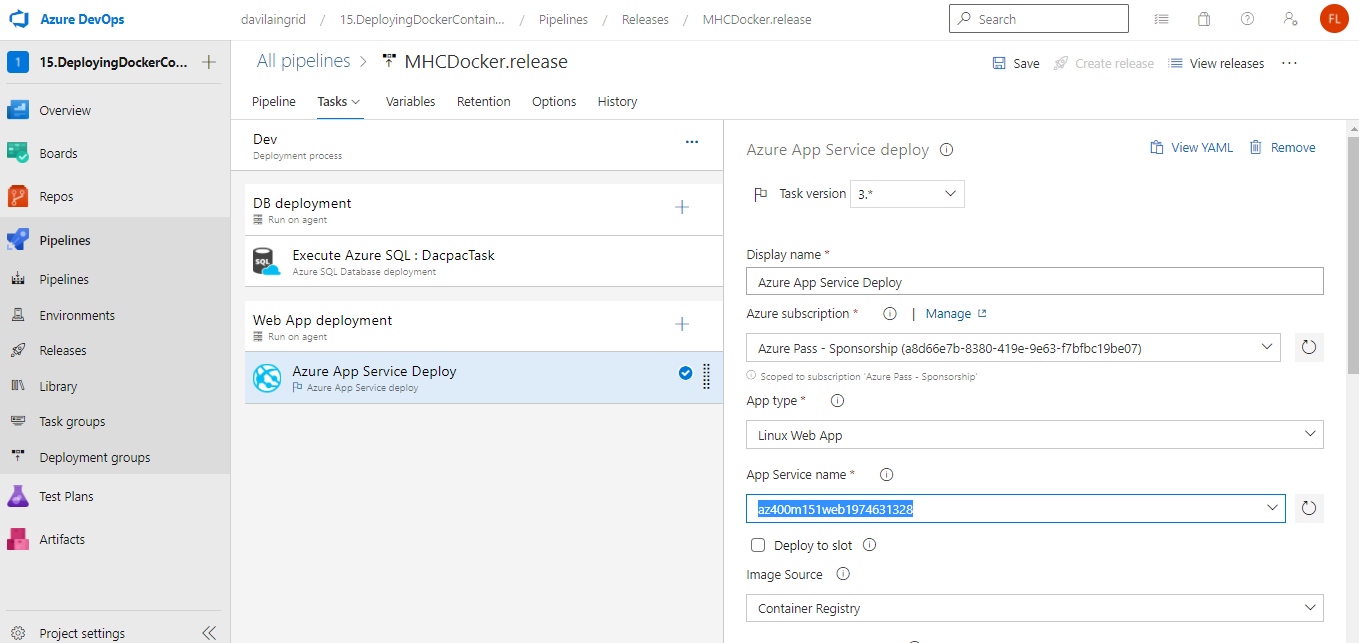 Azure DevOps
davilaingrid / 15.DeployingDockerContain... / Pipelines / Releases / MHCDocker.release
Search
FL
1 15.DeployingDockerCo...
Overview
Boards
Repos
Pipelines
Pipelines
Environments
Releases
Library
Task groups
Deployment groups
Test Plans
Artifacts
Project settings
All pipelines > MHCDocker.release
Save Create release View releases ...
Pipeline Tasks Variables Retention Options History
Dev
Deployment process
DB deployment
Run on agent
Execute Azure SQL : DacpacTask
Azure SQL Database deployment
Web App deployment
Run on agent
Azure App Service Deploy
Azure App Service deploy
Azure App Service deploy
View YAML Remove
Task version 3.*
Display name *
Azure App Service Deploy
Azure subscription * | Manage
Azure Pass - Sponsorship (a8d66e7b-8380-419e-9e63-f7bfbc19be07)
Scoped to subscription 'Azure Pass - Sponsorship'
App type *
Linux Web App
App Service name *
az400m151web1974631328
Deploy to slot
Image Source
Container Registry